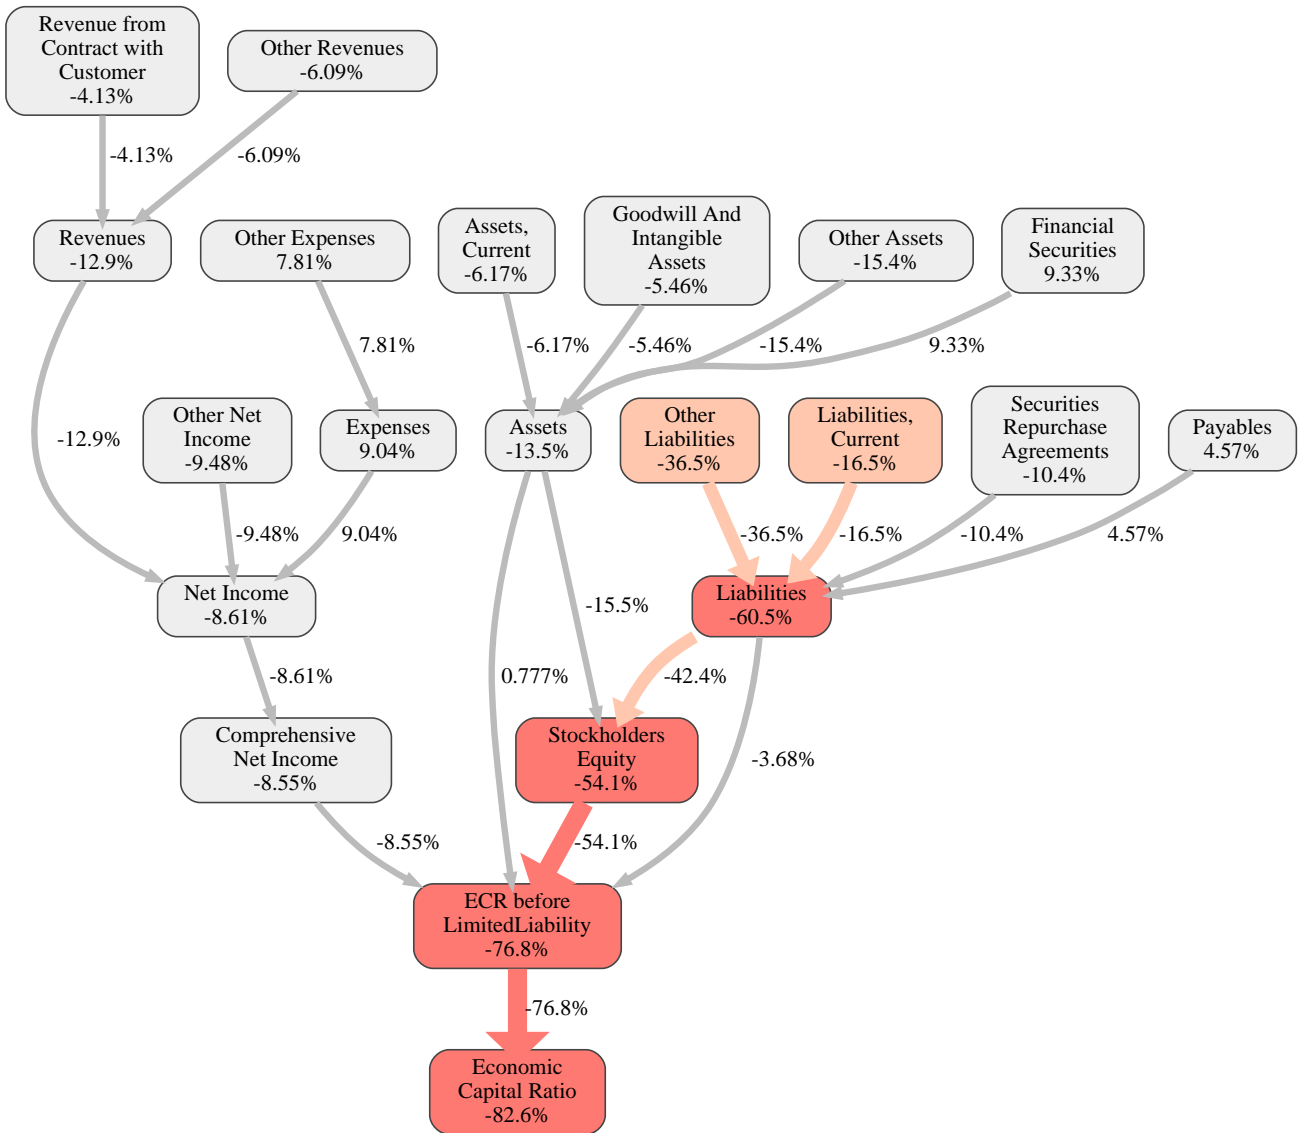 Revenue from
Contract with
Customer
-4.13%
Other Revenues
-6.09%
-4.13%
-6.09%
Revenues
-12.9%
Other Expenses
7.81%
Assets,
Current
-6.17%
Goodwill And
Intangible
Assets
-5.46%
Other Assets
-15.4%
Financial
Securities
9.33%
7.81%
-6.17%
-5.46%
-15.4%
9.33%
-12.9%
Other Net
Income
-9.48%
Expenses
9.04%
Assets
-13.5%
Other
Liabilities
-36.5%
Liabilities,
Current
-16.5%
Securities
Repurchase
Agreements
-10.4%
Payables
4.57%
-9.48%
9.04%
-36.5%
-16.5%
-10.4%
4.57%
Net Income
-8.61%
-15.5%
Liabilities
-60.5%
-8.61%
0.777%
-42.4%
Comprehensive
Net Income
-8.55%
Stockholders
Equity
-54.1%
-3.68%
-8.55%
-54.1%
ECR before
LimitedLiability
-76.8%
-76.8%
Economic
Capital Ratio
-82.6%